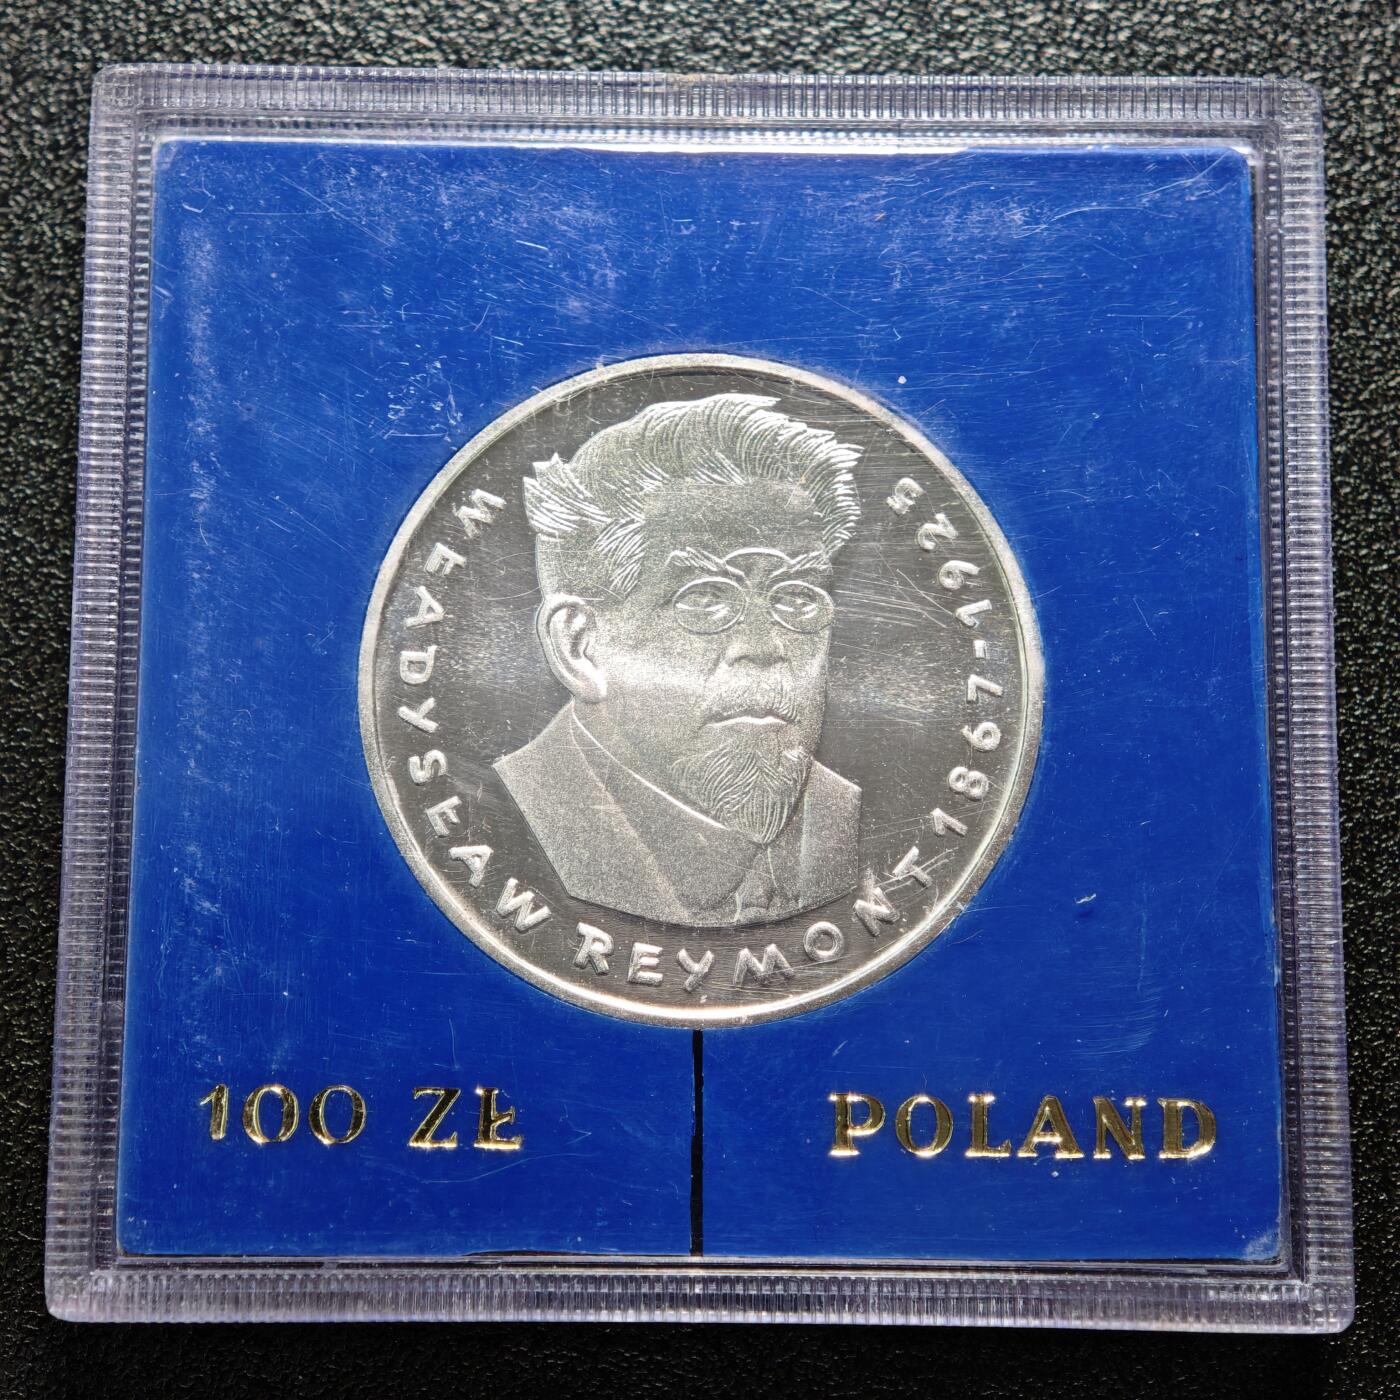 WŁADYSŁAW REYMONT 1867-1925
100 ZŁ
POLAND